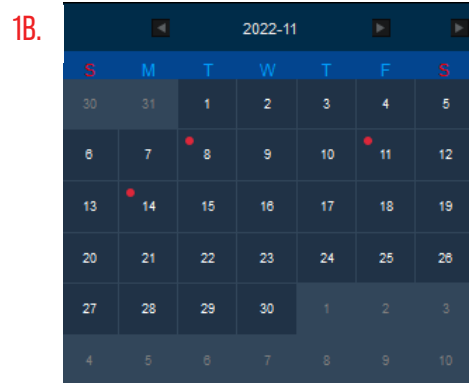 1B.
2022-11
S M T W T F S
30 31 1 2 3 4 5
6 7 8 9 10 11 12
13 14 15 16 17 18 19
20 21 22 23 24 25 26
27 28 29 30 1 2 3
4 5 6 7 8 9 10